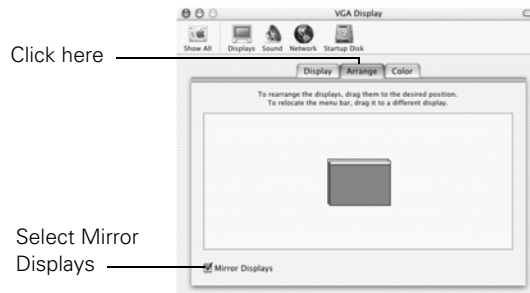 VGA Display
Show All Displays Sound Network Startup Disk
Click here
Display Arrange Color
To rearrange the displays, drag them to the desired position.
To relocate the menu bar, drag it to a different display.
Select Mirror
Displays
Mirror Displays